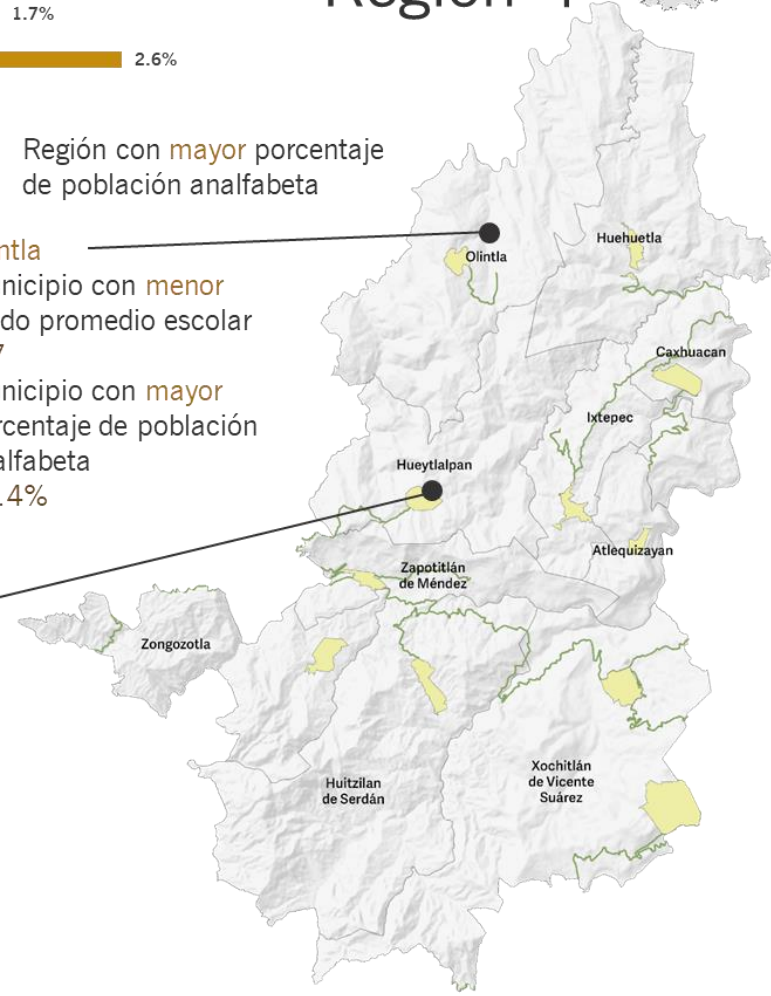 1.7%
2.6%
Región
Región con mayor porcentaje
de población analfabeta
ntla
nicipio con menor
do promedio escolar
7
nicipio con mayor
rcentaje de población
alfabeta
.4%
Olintla
Huehuetla
Caxhuacan
Ixtepec
Hueytlalpan
Atlequizayan
Zapotitlán
de Méndez
Zongozotla
Huitzilan
de Serdán
Xochitlán
de Vicente
Suárez